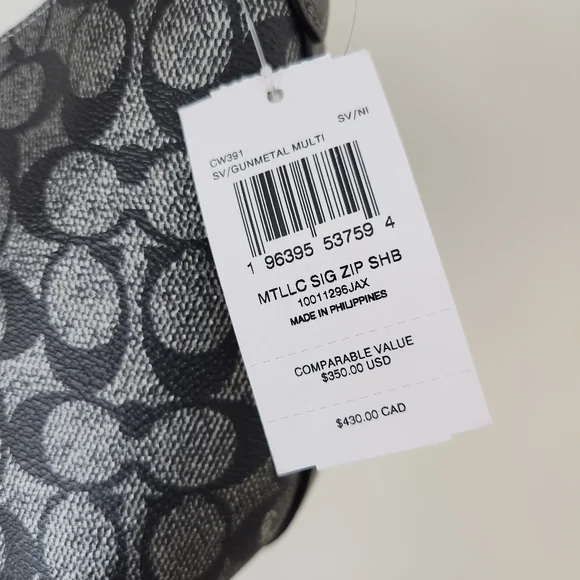 SV/NI
CW391
SV/GUNMETAL MULTI
1 96395 53759 4
MTLLC SIG ZIP SHB
10011296JAX
MADE IN PHILIPPINES
COMPARABLE VALUE
$350.00 USD
$430.00 CAD